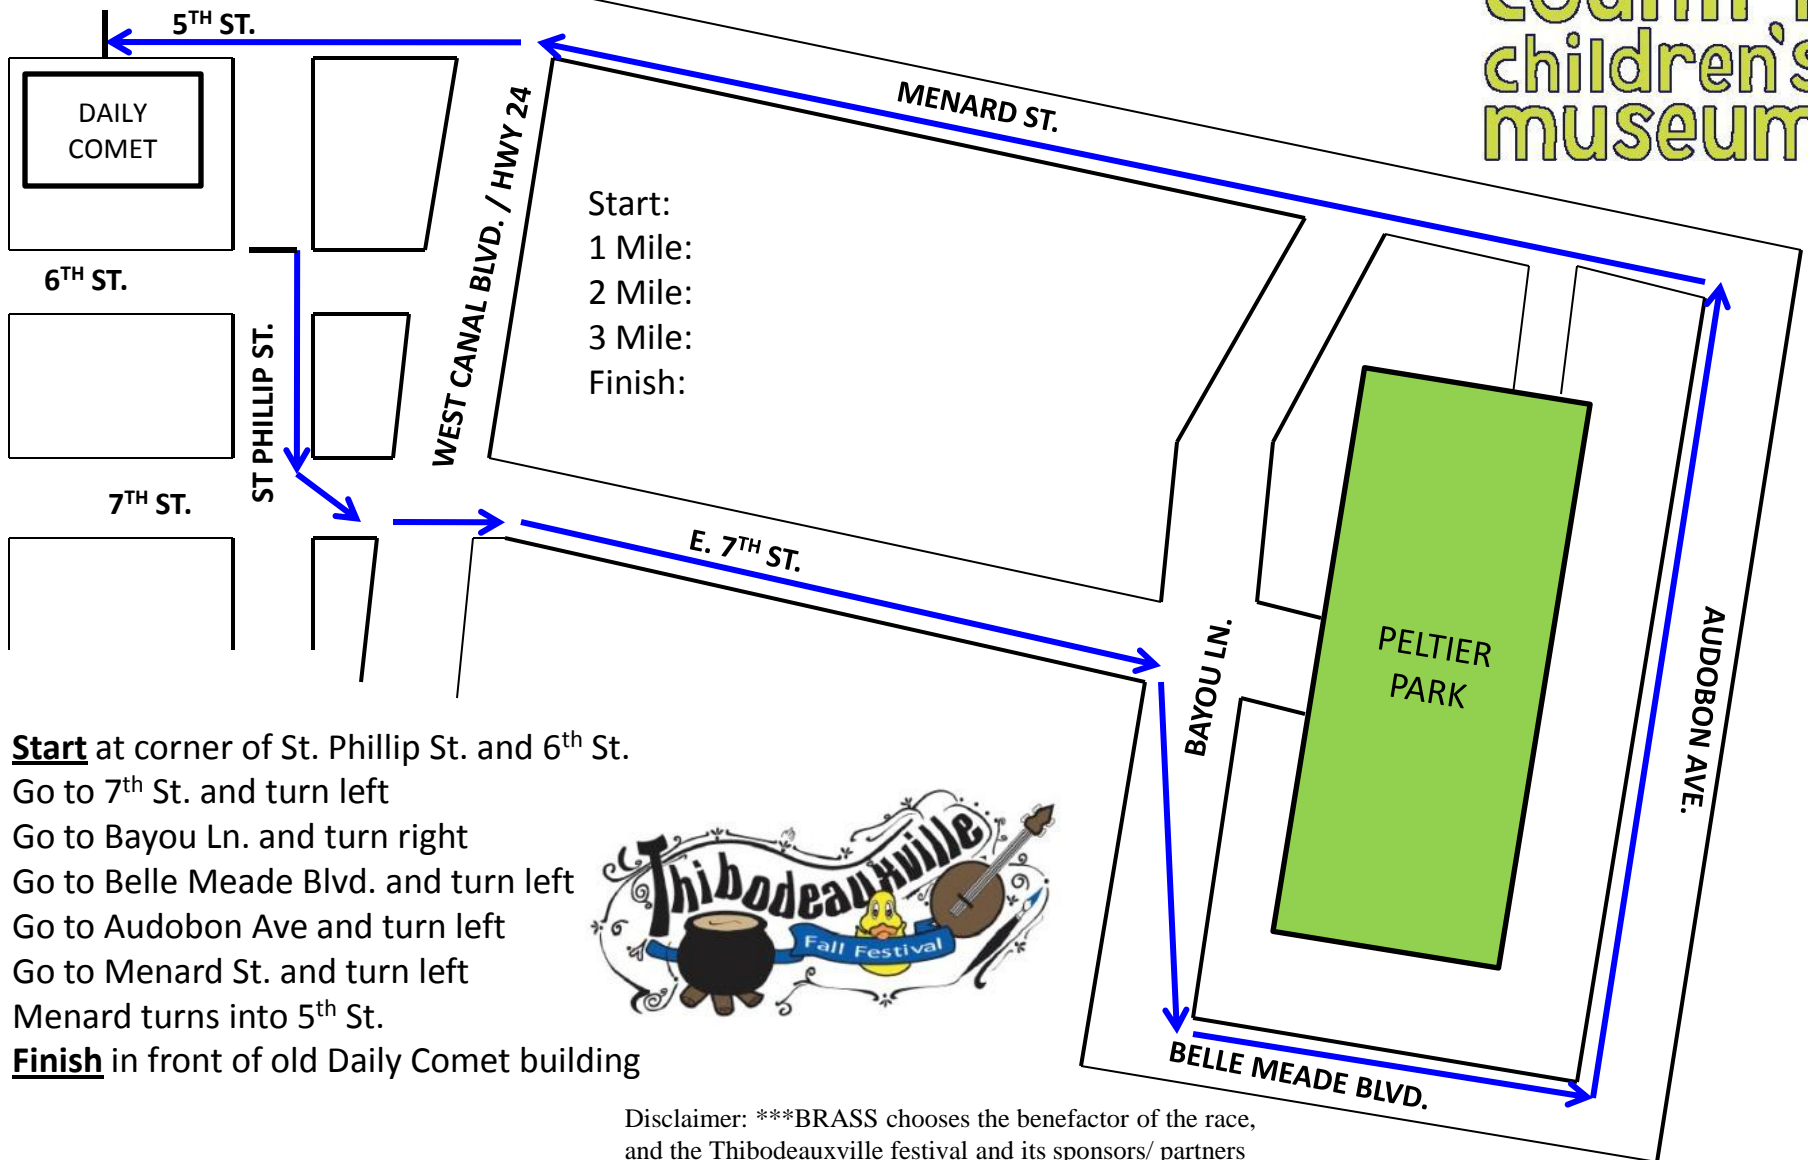 5TH ST.
children's
museum
DAILY
COMET
MENARD ST.
WEST CANAL BLVD. / HWY 24
Start:
1 Mile:
2 Mile:
3 Mile:
Finish:
6TH ST.
ST PHILLIP ST.
7TH ST.
E. 7TH ST.
BAYOU LN.
PELTIER
PARK
AUDOBON AVE.
BELLE MEADE BLVD.
Start at corner of St. Phillip St. and 6th St.
Go to 7th St. and turn left
Go to Bayou Ln. and turn right
Go to Belle Meade Blvd. and turn left
Go to Audobon Ave and turn left
Go to Menard St. and turn left
Menard turns into 5th St.
Finish in front of old Daily Comet building
Thibodeauxville
Fall Festival
Disclaimer: ***BRASS chooses the benefactor of the race,
and the Thibodeauxville festival and its sponsors/ partners